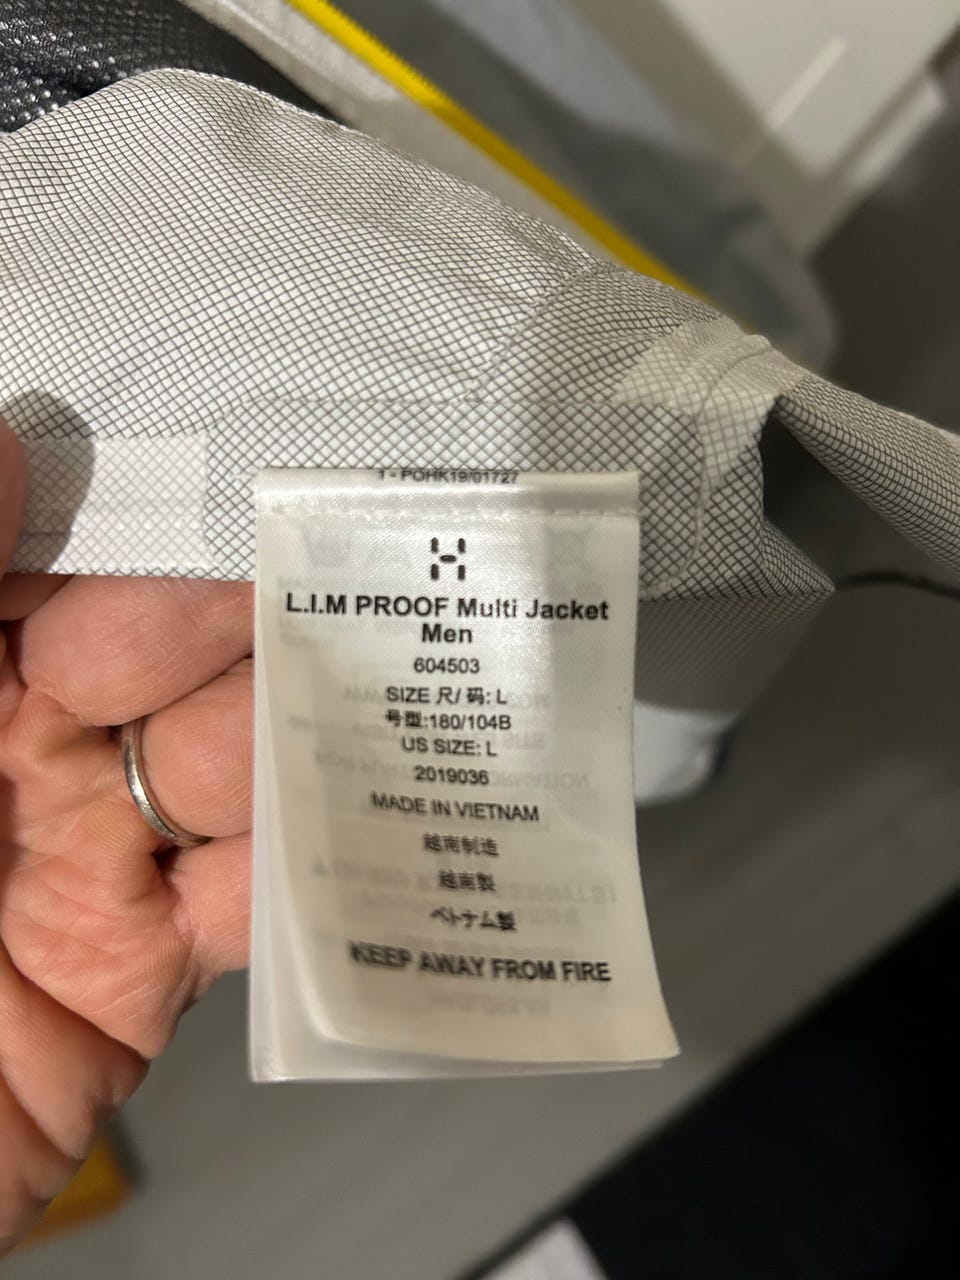 1 - POHK19/01727
L.I.M PROOF Multi Jacket
Men
604503
SIZE 尺/ 码: L
号型:180/104B
US SIZE: L
2019036
MADE IN VIETNAM
越南制造
越南製
ベトナム製
KEEP AWAY FROM FIRE